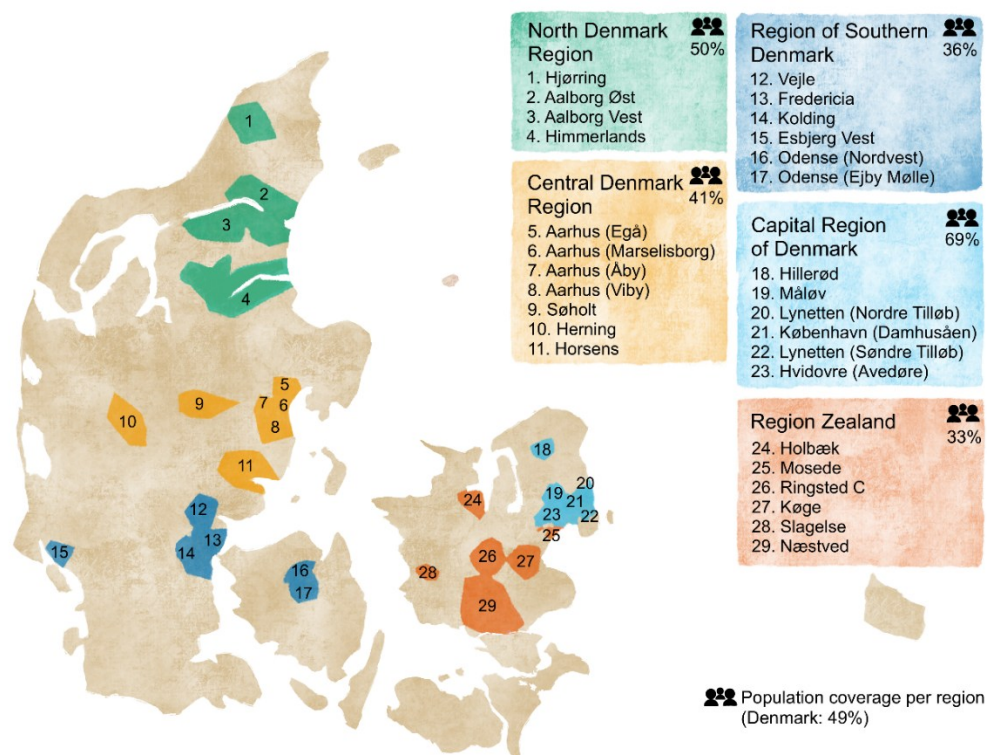 North Denmark
Region
50%
1. Hjørring
2. Aalborg Øst
3. Aalborg Vest
4. Himmerlands
Central Denmark
Region
41%
5. Aarhus (Egå)
6. Aarhus (Marselisborg)
7. Aarhus (Åby)
8. Aarhus (Viby)
9. Søholt
10. Herning
11. Horsens
Region of Southern
Denmark
36%
12. Vejle
13. Fredericia
14. Kolding
15. Esbjerg Vest
16. Odense (Nordvest)
17. Odense (Ejby Mølle)
Capital Region
of Denmark
69%
18. Hillerød
19. Måløv
20. Lynetten (Nordre Tilløb)
21. København (Damhusåen)
22. Lynetten (Søndre Tilløb)
23. Hvidovre (Avedøre)
Region Zealand
33%
24. Holbæk
25. Mosede
26. Ringsted C
27. Køge
28. Slagelse
29. Næstved
1
2
3
4
5
6
7
8
9
10
11
12
13
14
15
16
17
18
19
20
21
22
23
24
25
26
27
28
29
Population coverage per region
(Denmark: 49%)